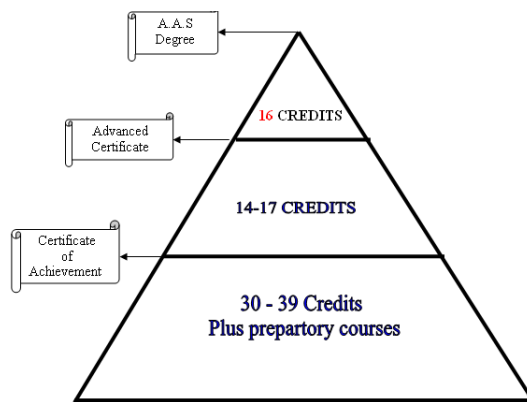 A.A.S
Degree
16 CREDITS
Advanced
Certificate
14-17 CREDITS
Certificate
of
Achievement
30 - 39 Credits
Plus prepartory courses